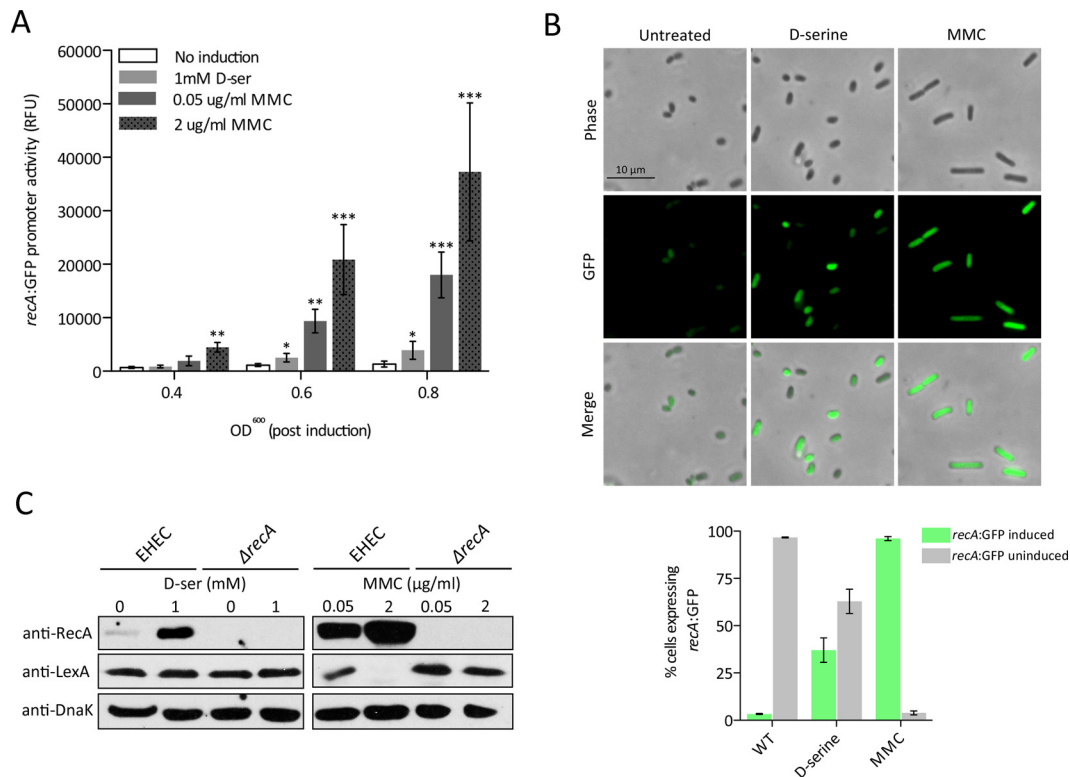 A
60000
50000
40000
30000
20000
10000
0
recA:GFP promoter activity (RFU)
No induction
1mM D-ser
0.05 ug/ml MMC
2 ug/ml MMC
**
*
**
***
*
***
***
0.4
0.6
0.8
OD600 (post induction)
B
Untreated
D-serine
MMC
Phase
10 µm
GFP
Merge
C
EHEC
ΔrecA
EHEC
ΔrecA
D-ser (mM)
MMC (µg/ml)
0 1 0 1
0.05 2 0.05 2
anti-RecA
anti-LexA
anti-DnaK
100
75
50
25
0
% cells expressing
recA:GFP
recA:GFP induced
recA:GFP uninduced
WT
D-serine
MMC